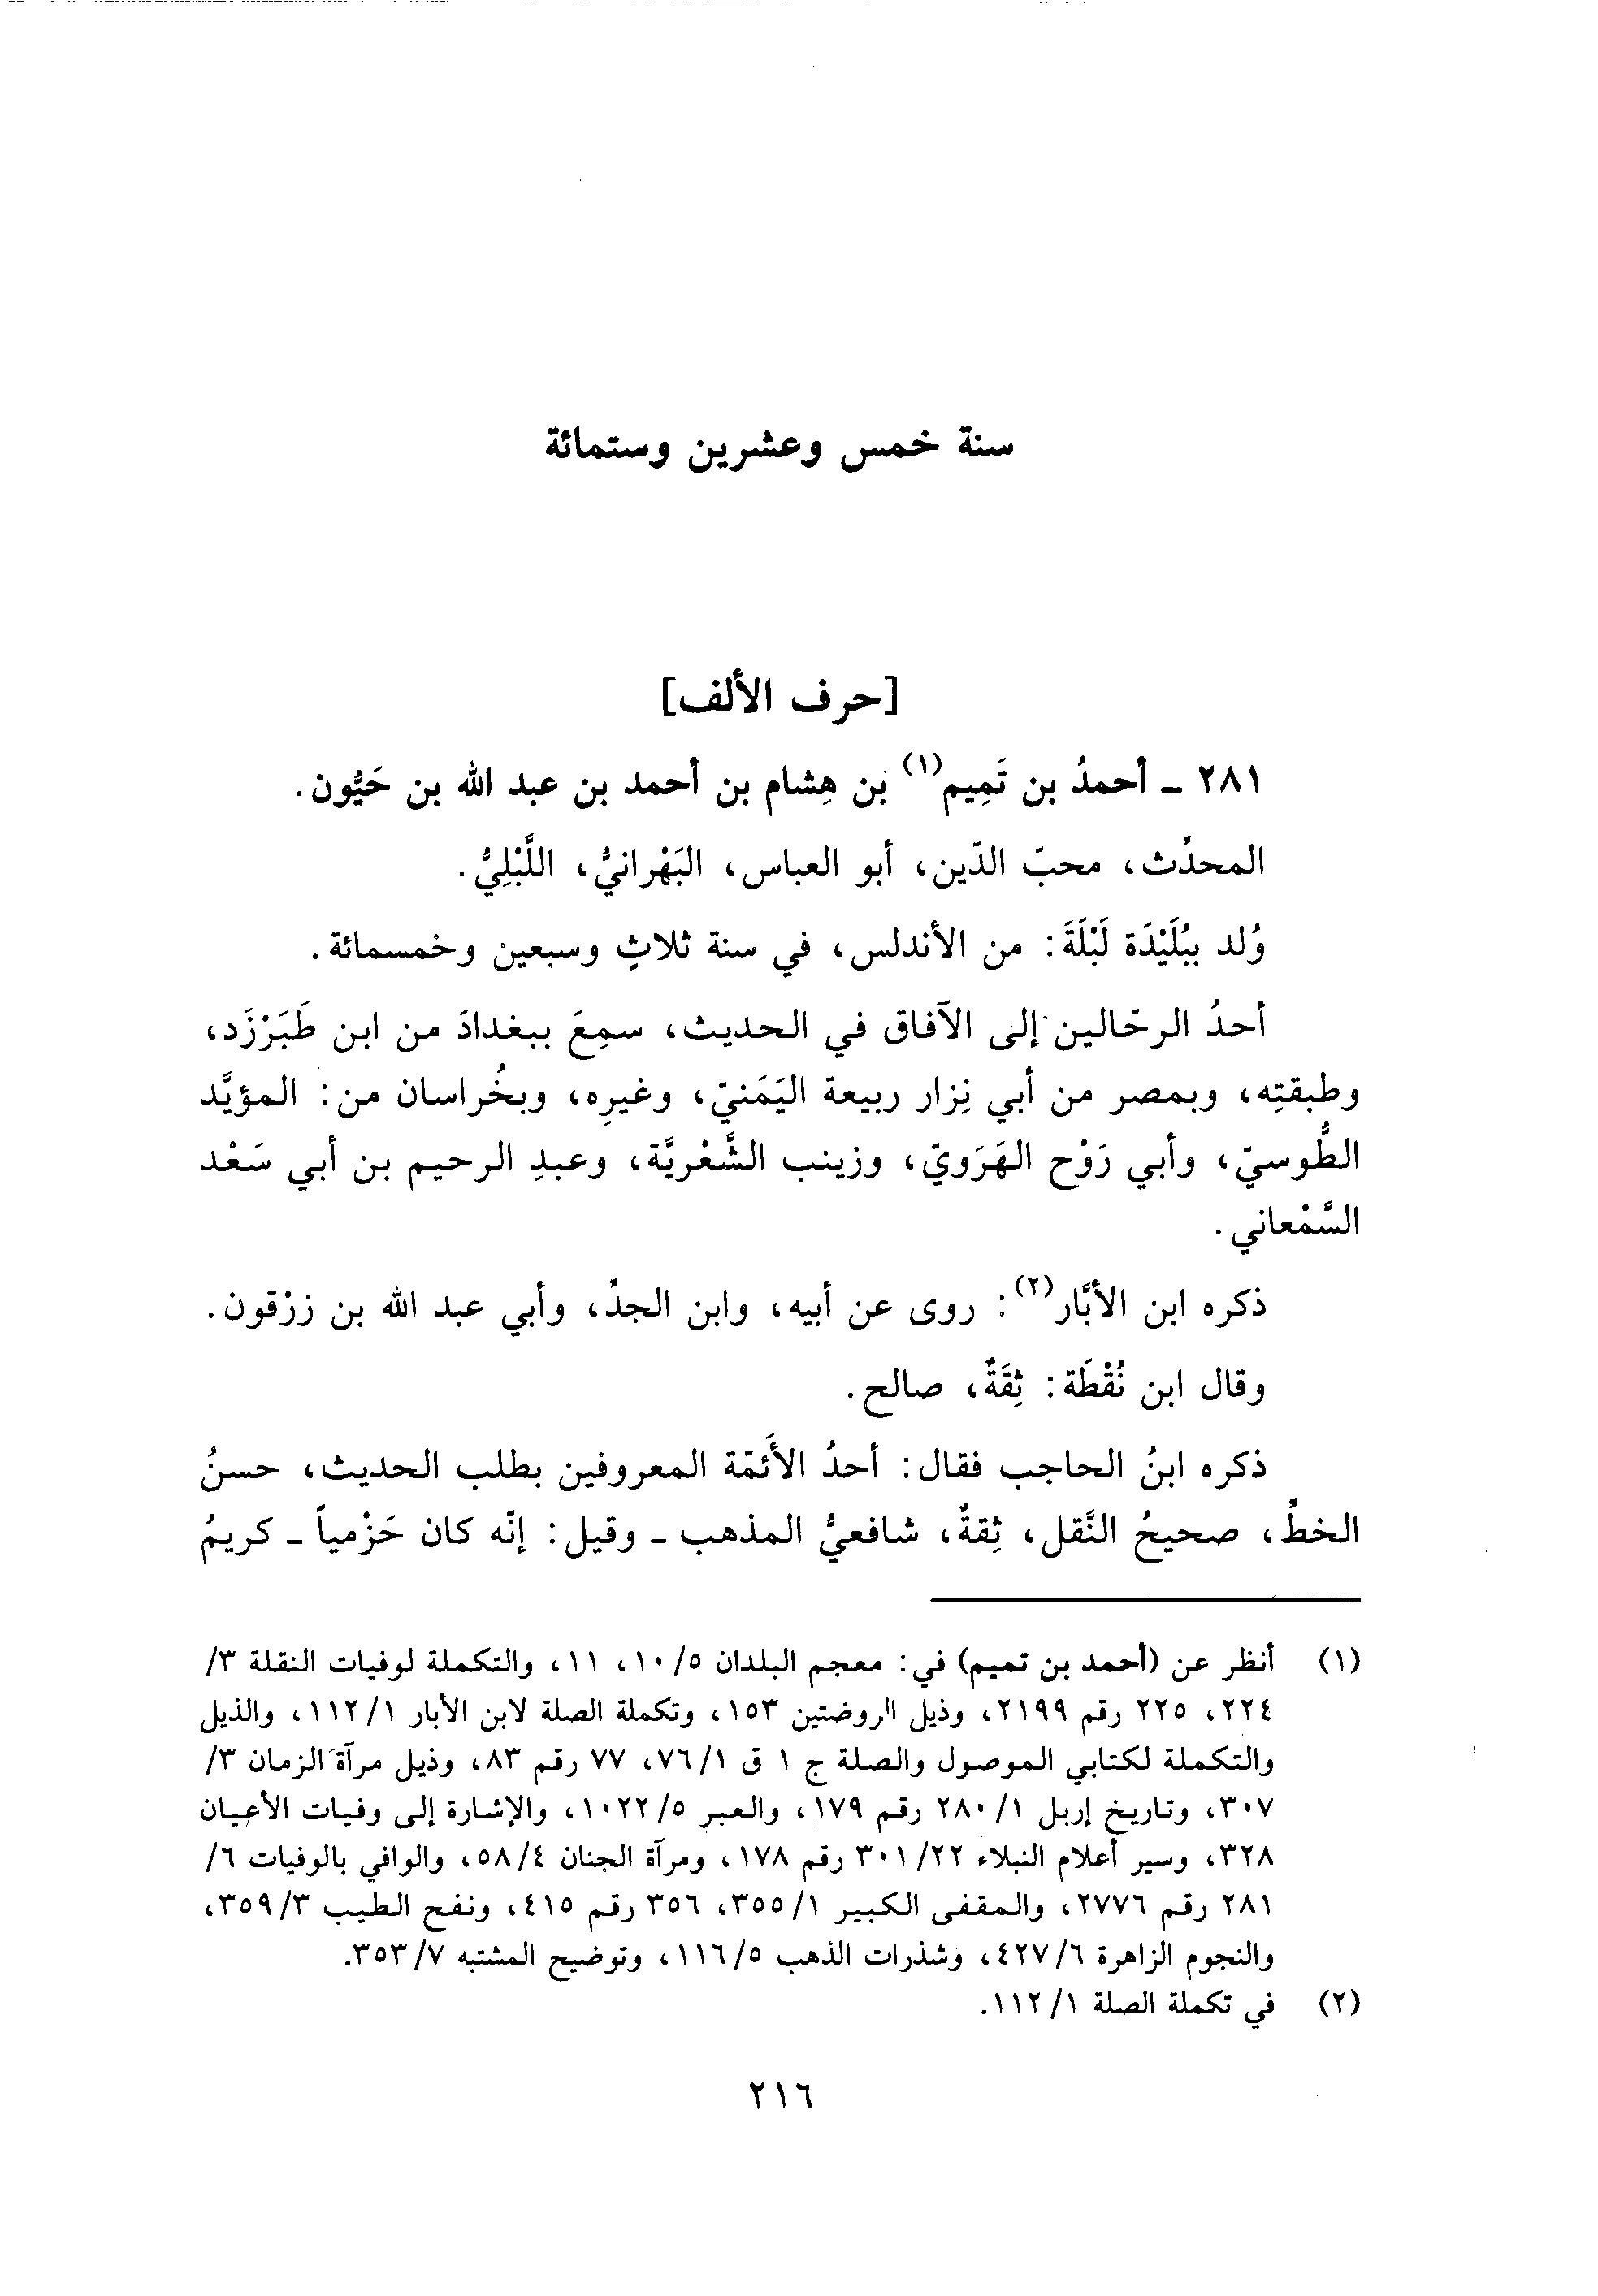 سنة خمس وعشرين وستمائة
[حرف الألف]
٢٨١ ـ أحمدُ بن تَمِيم(١) بن هِشام بن أحمد بن عبد الله بن حَيُّون.
المحدِّث، محبّ الدّين، أبو العباس، البَهْرانيُّ، اللَّبْلِيُّ.
وُلد ببُلَيْدَة لَبْلَةَ: من الأندلس، في سنة ثلاثٍ وسبعين وخمسمائة.
أحدُ الرحّالين إلى الآفاق في الحديث، سمِعَ ببغدادَ من ابن طَبَرْزَد،
وطبقتِه، وبمصر من أبي نِزار ربيعة اليَمَنيّ، وغيرِه، وبخُراسان من: المؤيَّد
الطُّوسيّ، وأبي رَوْح الهَرَويّ، وزينب الشَّعْريَّة، وعبدِ الرحيم بن أبي سَعْد
السَّمْعاني.
ذكره ابن الأبَّار(٢): روى عن أبيه، وابن الجدِّ، وأبي عبد الله بن زرْقون.
وقال ابن نُقْطَة: ثِقَةٌ، صالح.
ذكره ابنُ الحاجب فقال: أحدُ الأَئمّة المعروفين بطلب الحديث، حسنُ
الخطِّ، صحيحُ النَّقل، ثِقةٌ، شافعيُّ المذهب ـ وقيل: إنّه كان حَزْمياً ـ كريمُ
(١) أنظر عن (أحمد بن تميم) في: معجم البلدان ٥/ ١٠، ١١، والتكملة لوفيات النقلة ٣/
٢٢٤، ٢٢٥ رقم ٢١٩٩، وذيل الروضتين ١٥٣، وتكملة الصلة لابن الأبار ١/ ١١٢، والذيل
والتكملة لكتابي الموصول والصلة ج ١ ق ١/ ٧٦، ٧٧ رقم ٨٣، وذيل مرآة الزمان ٣/
٣٠٧، وتاريخ إربل ١/ ٢٨٠ رقم ١٧٩، والعبر ٥/ ١٠٢٢، والإشارة إلى وفيات الأعيان
٣٢٨، وسير أعلام النبلاء ٢٢/ ٣٠١ رقم ١٧٨، ومرآة الجنان ٤/ ٥٨، والوافي بالوفيات ٦/
٢٨١ رقم ٢٧٧٦، والمقفى الكبير ١/ ٣٥٥، ٣٥٦ رقم ٤١٥، ونفح الطيب ٣/ ٣٥٩،
والنجوم الزاهرة ٦/ ٤٢٧، وشذرات الذهب ٥/ ١١٦، وتوضيح المشتبه ٧/ ٣٥٣.
(٢) في تكملة الصلة ١/ ١١٢.
٢١٦